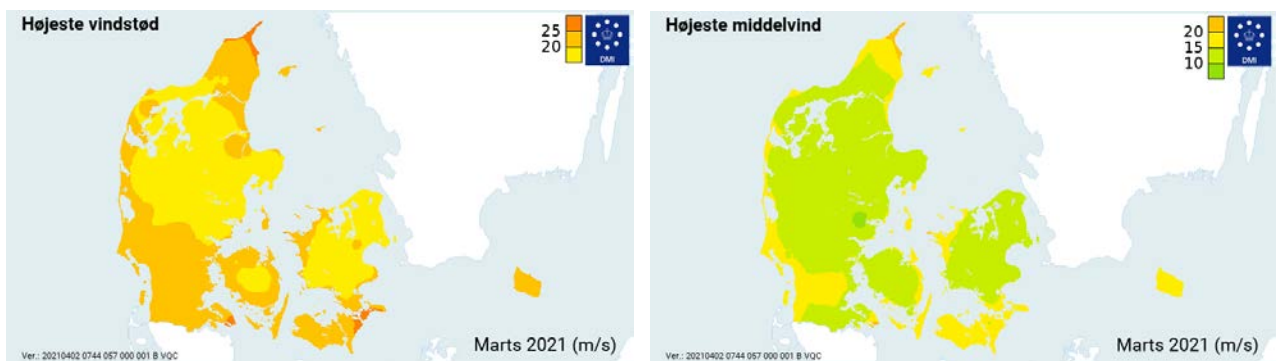 Højeste vindstød
25
20
DMI
Marts 2021 (m/s)
Ver.: 20210402 0744 057 000 001 B VQC
Højeste middelvind
20
15
10
DMI
Marts 2021 (m/s)
Ver.: 20210402 0744 057 000 001 B VQC